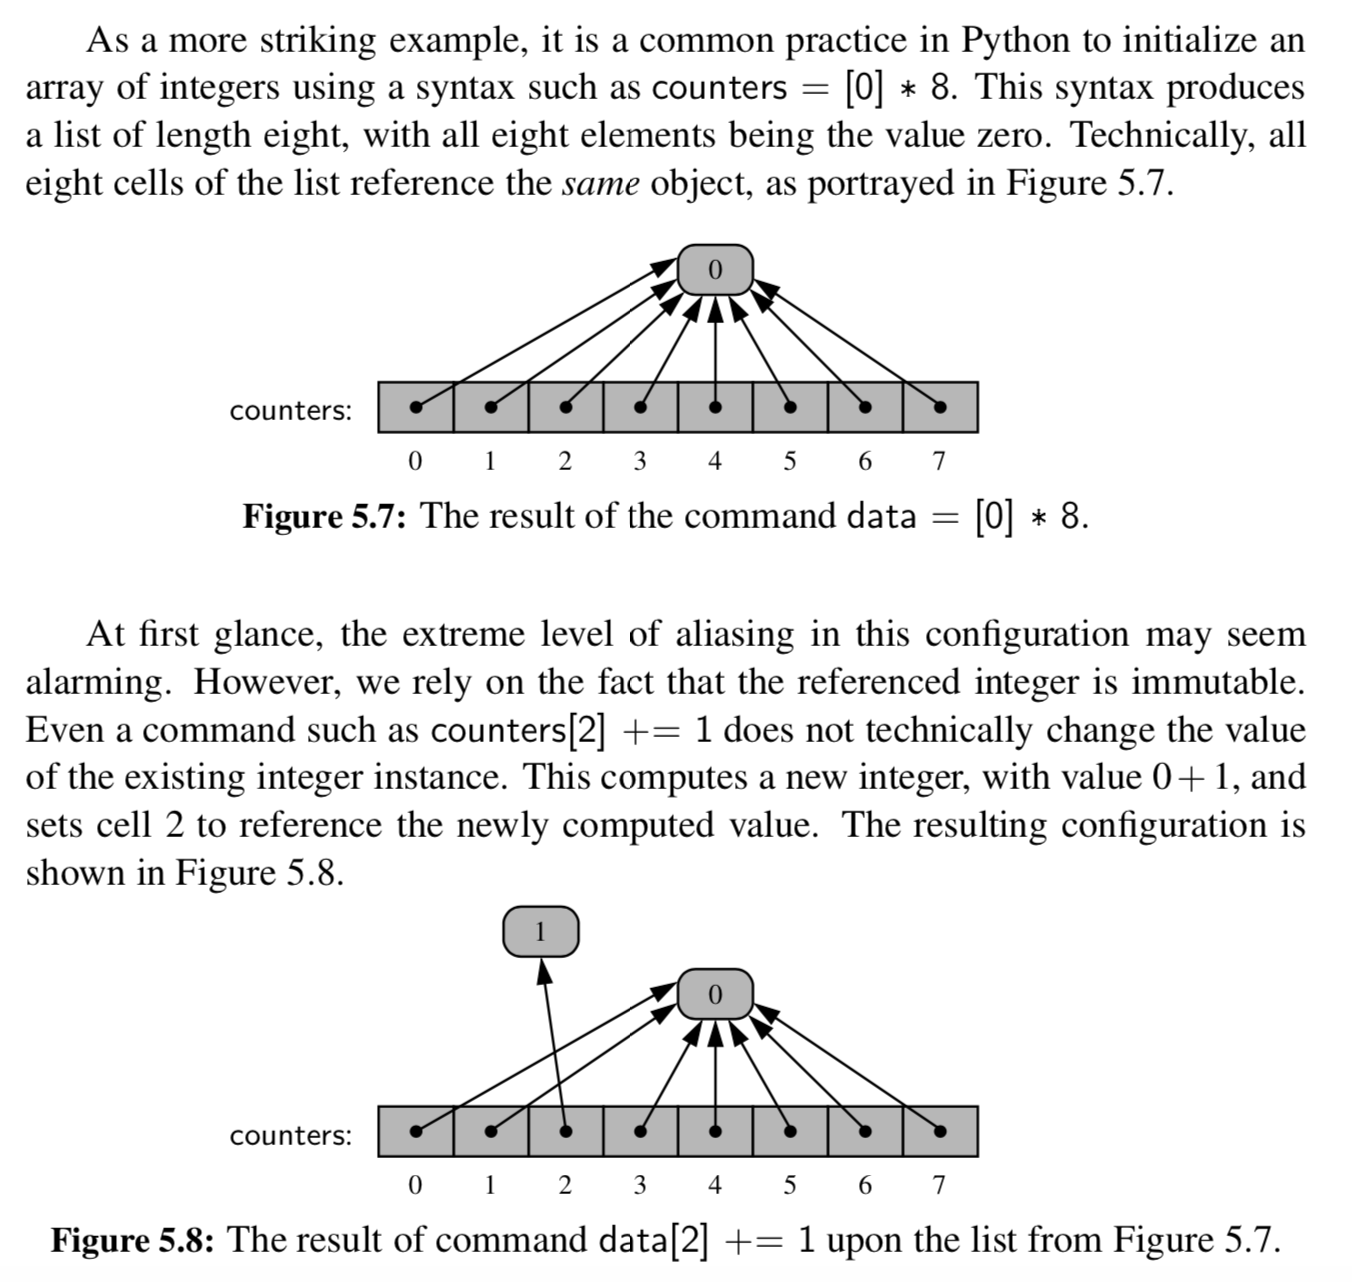 As a more striking example, it is a common practice in Python to initialize an
array of integers using a syntax such as counters = [0] * 8. This syntax produces
a list of length eight, with all eight elements being the value zero. Technically, all
eight cells of the list reference the same object, as portrayed in Figure 5.7.
0
counters:
0 1 2 3 4 5 6 7
Figure 5.7: The result of the command data = [0] * 8.
At first glance, the extreme level of aliasing in this configuration may seem
alarming. However, we rely on the fact that the referenced integer is immutable.
Even a command such as counters[2] += 1 does not technically change the value
of the existing integer instance. This computes a new integer, with value 0+1, and
sets cell 2 to reference the newly computed value. The resulting configuration is
shown in Figure 5.8.
1
0
counters:
0 1 2 3 4 5 6 7
Figure 5.8: The result of command data[2] += 1 upon the list from Figure 5.7.